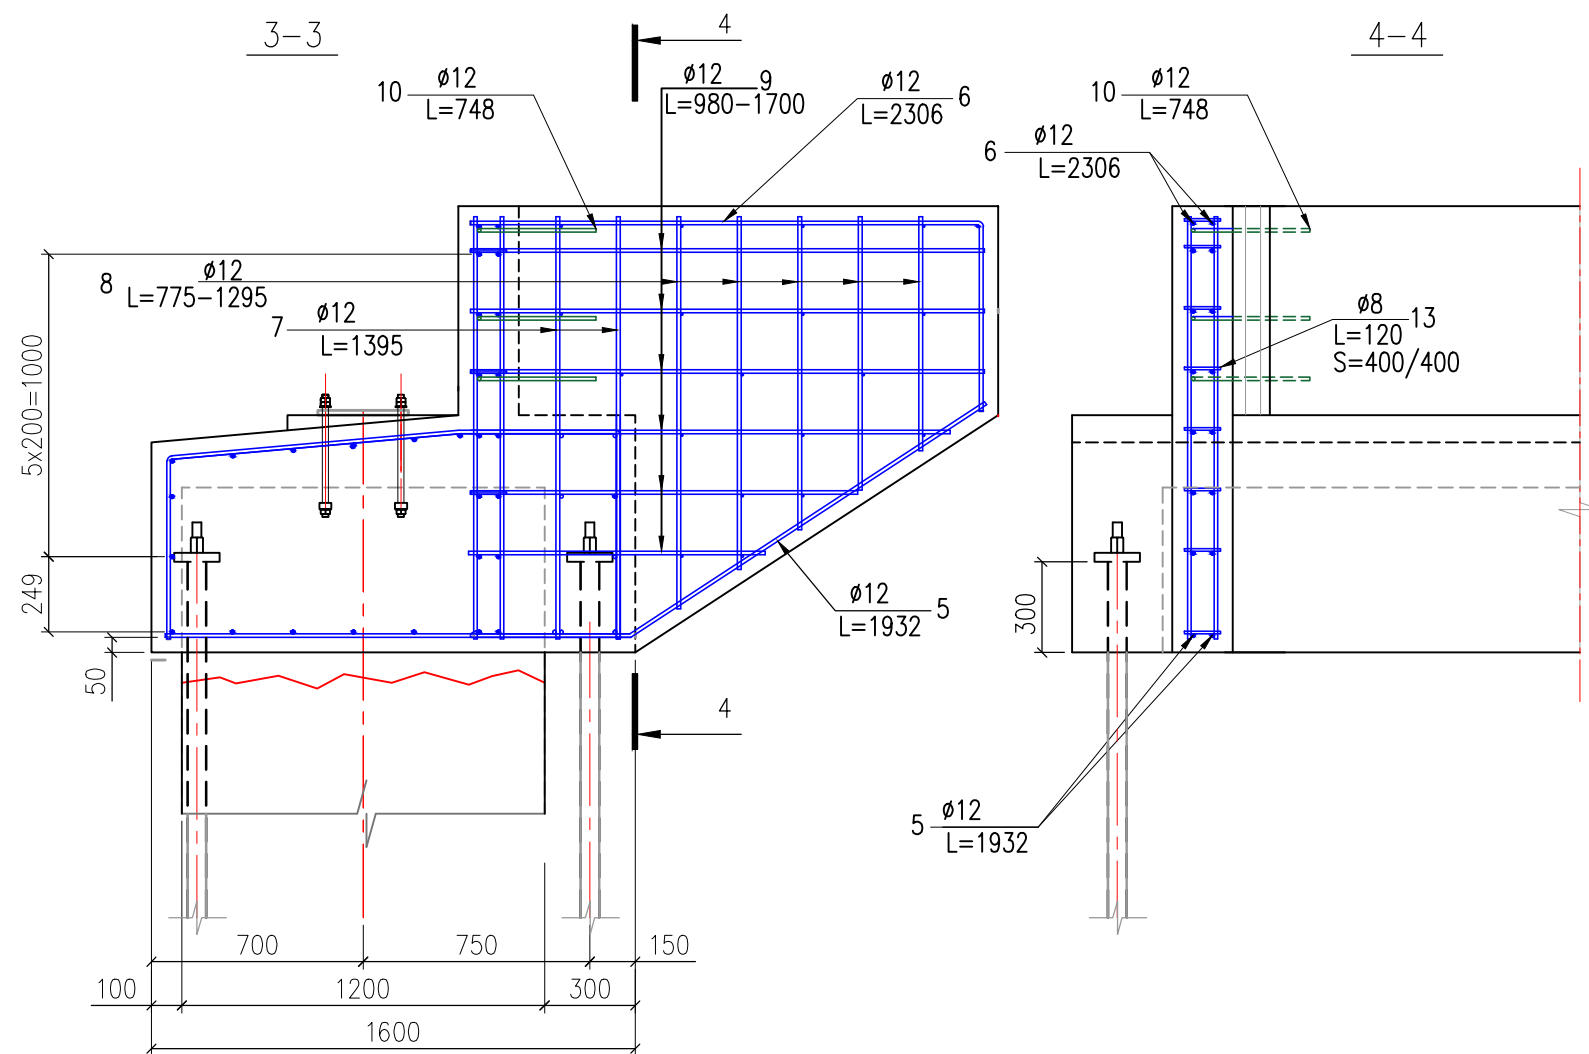 3-3
4
4-4
10 ø12
L=748
ø12 9
L=980-1700
ø12 6
L=2306
10 ø12
L=748
6 ø12
L=2306
8 ø12
L=775-1295
7 ø12
L=1395
ø8 13
L=120
S=400/400
5x200=1000
249
50
300
ø12 5
L=1932
4
5 ø12
L=1932
700 750 150
100 1200 300
1600